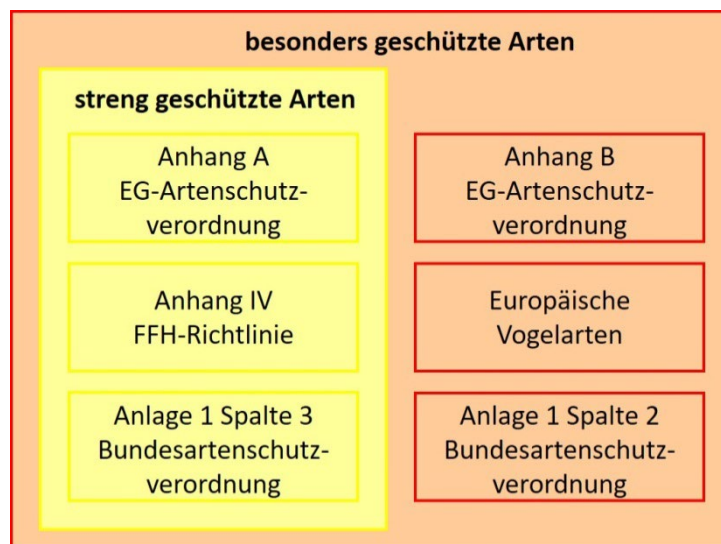 besonders geschützte Arten
streng geschützte Arten
Anhang A
EG-Artenschutz-
verordnung
Anhang B
EG-Artenschutz-
verordnung
Anhang IV
FFH-Richtlinie
Europäische
Vogelarten
Anlage 1 Spalte 3
Bundesartenschutz-
verordnung
Anlage 1 Spalte 2
Bundesartenschutz-
verordnung